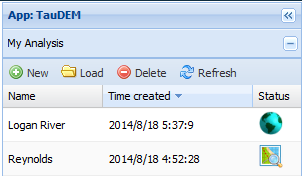 App: TauDEM
My Analysis
New Load Delete Refresh
Name Time created Status
Logan River 2014/8/18 5:37:9
Reynolds 2014/8/18 4:52:28